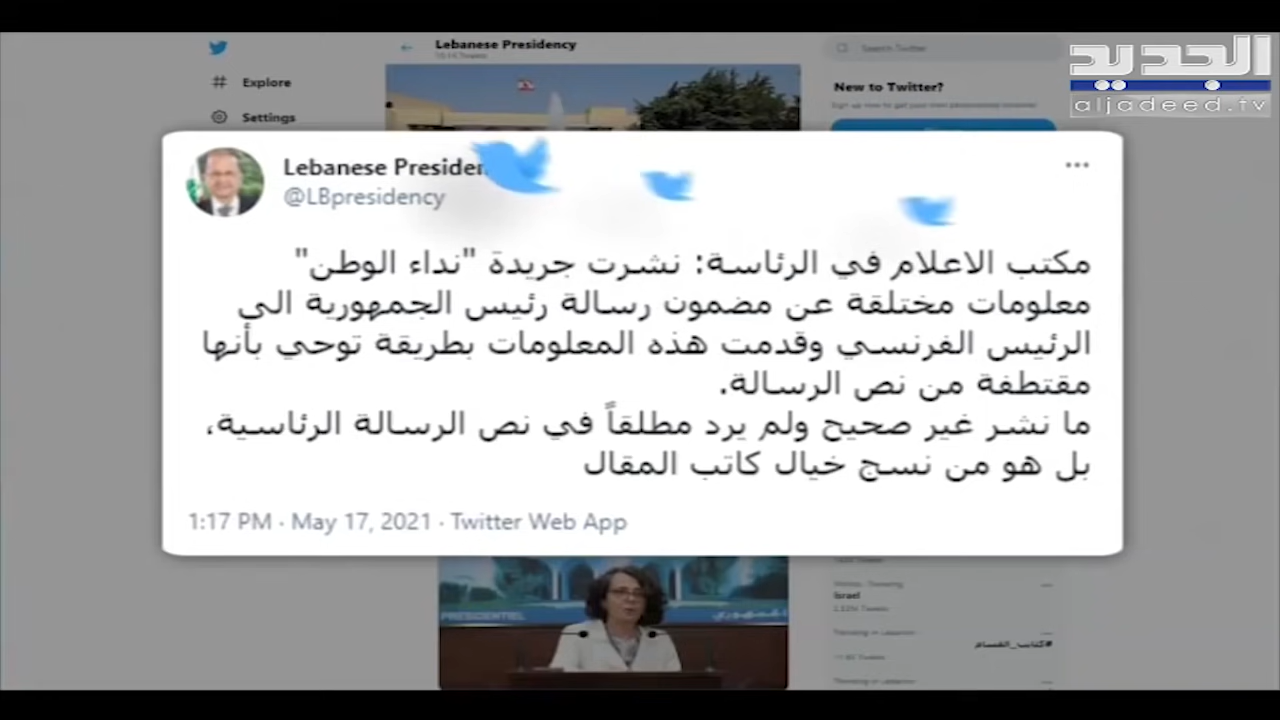 Lebanese Presidency
الجديد
aljadeed.tv
Explore
Search Twitter
New to Twitter?
Settings
Lebanese Presiden
@LBpresidency
مكتب الاعلام في الرئاسة: نشرت جريدة "نداء الوطن"
معلومات مختلقة عن مضمون رسالة رئيس الجمهورية الى
الرئيس الفرنسي وقدمت هذه المعلومات بطريقة توحي بأنها
مقتطفة من نص الرسالة.
ما نشر غير صحيح ولم يرد مطلقاً في نص الرسالة الرئاسية،
بل هو من نسج خيال كاتب المقال
1:17 PM · May 17, 2021 · Twitter Web App
Israel
#كتايب_القسام